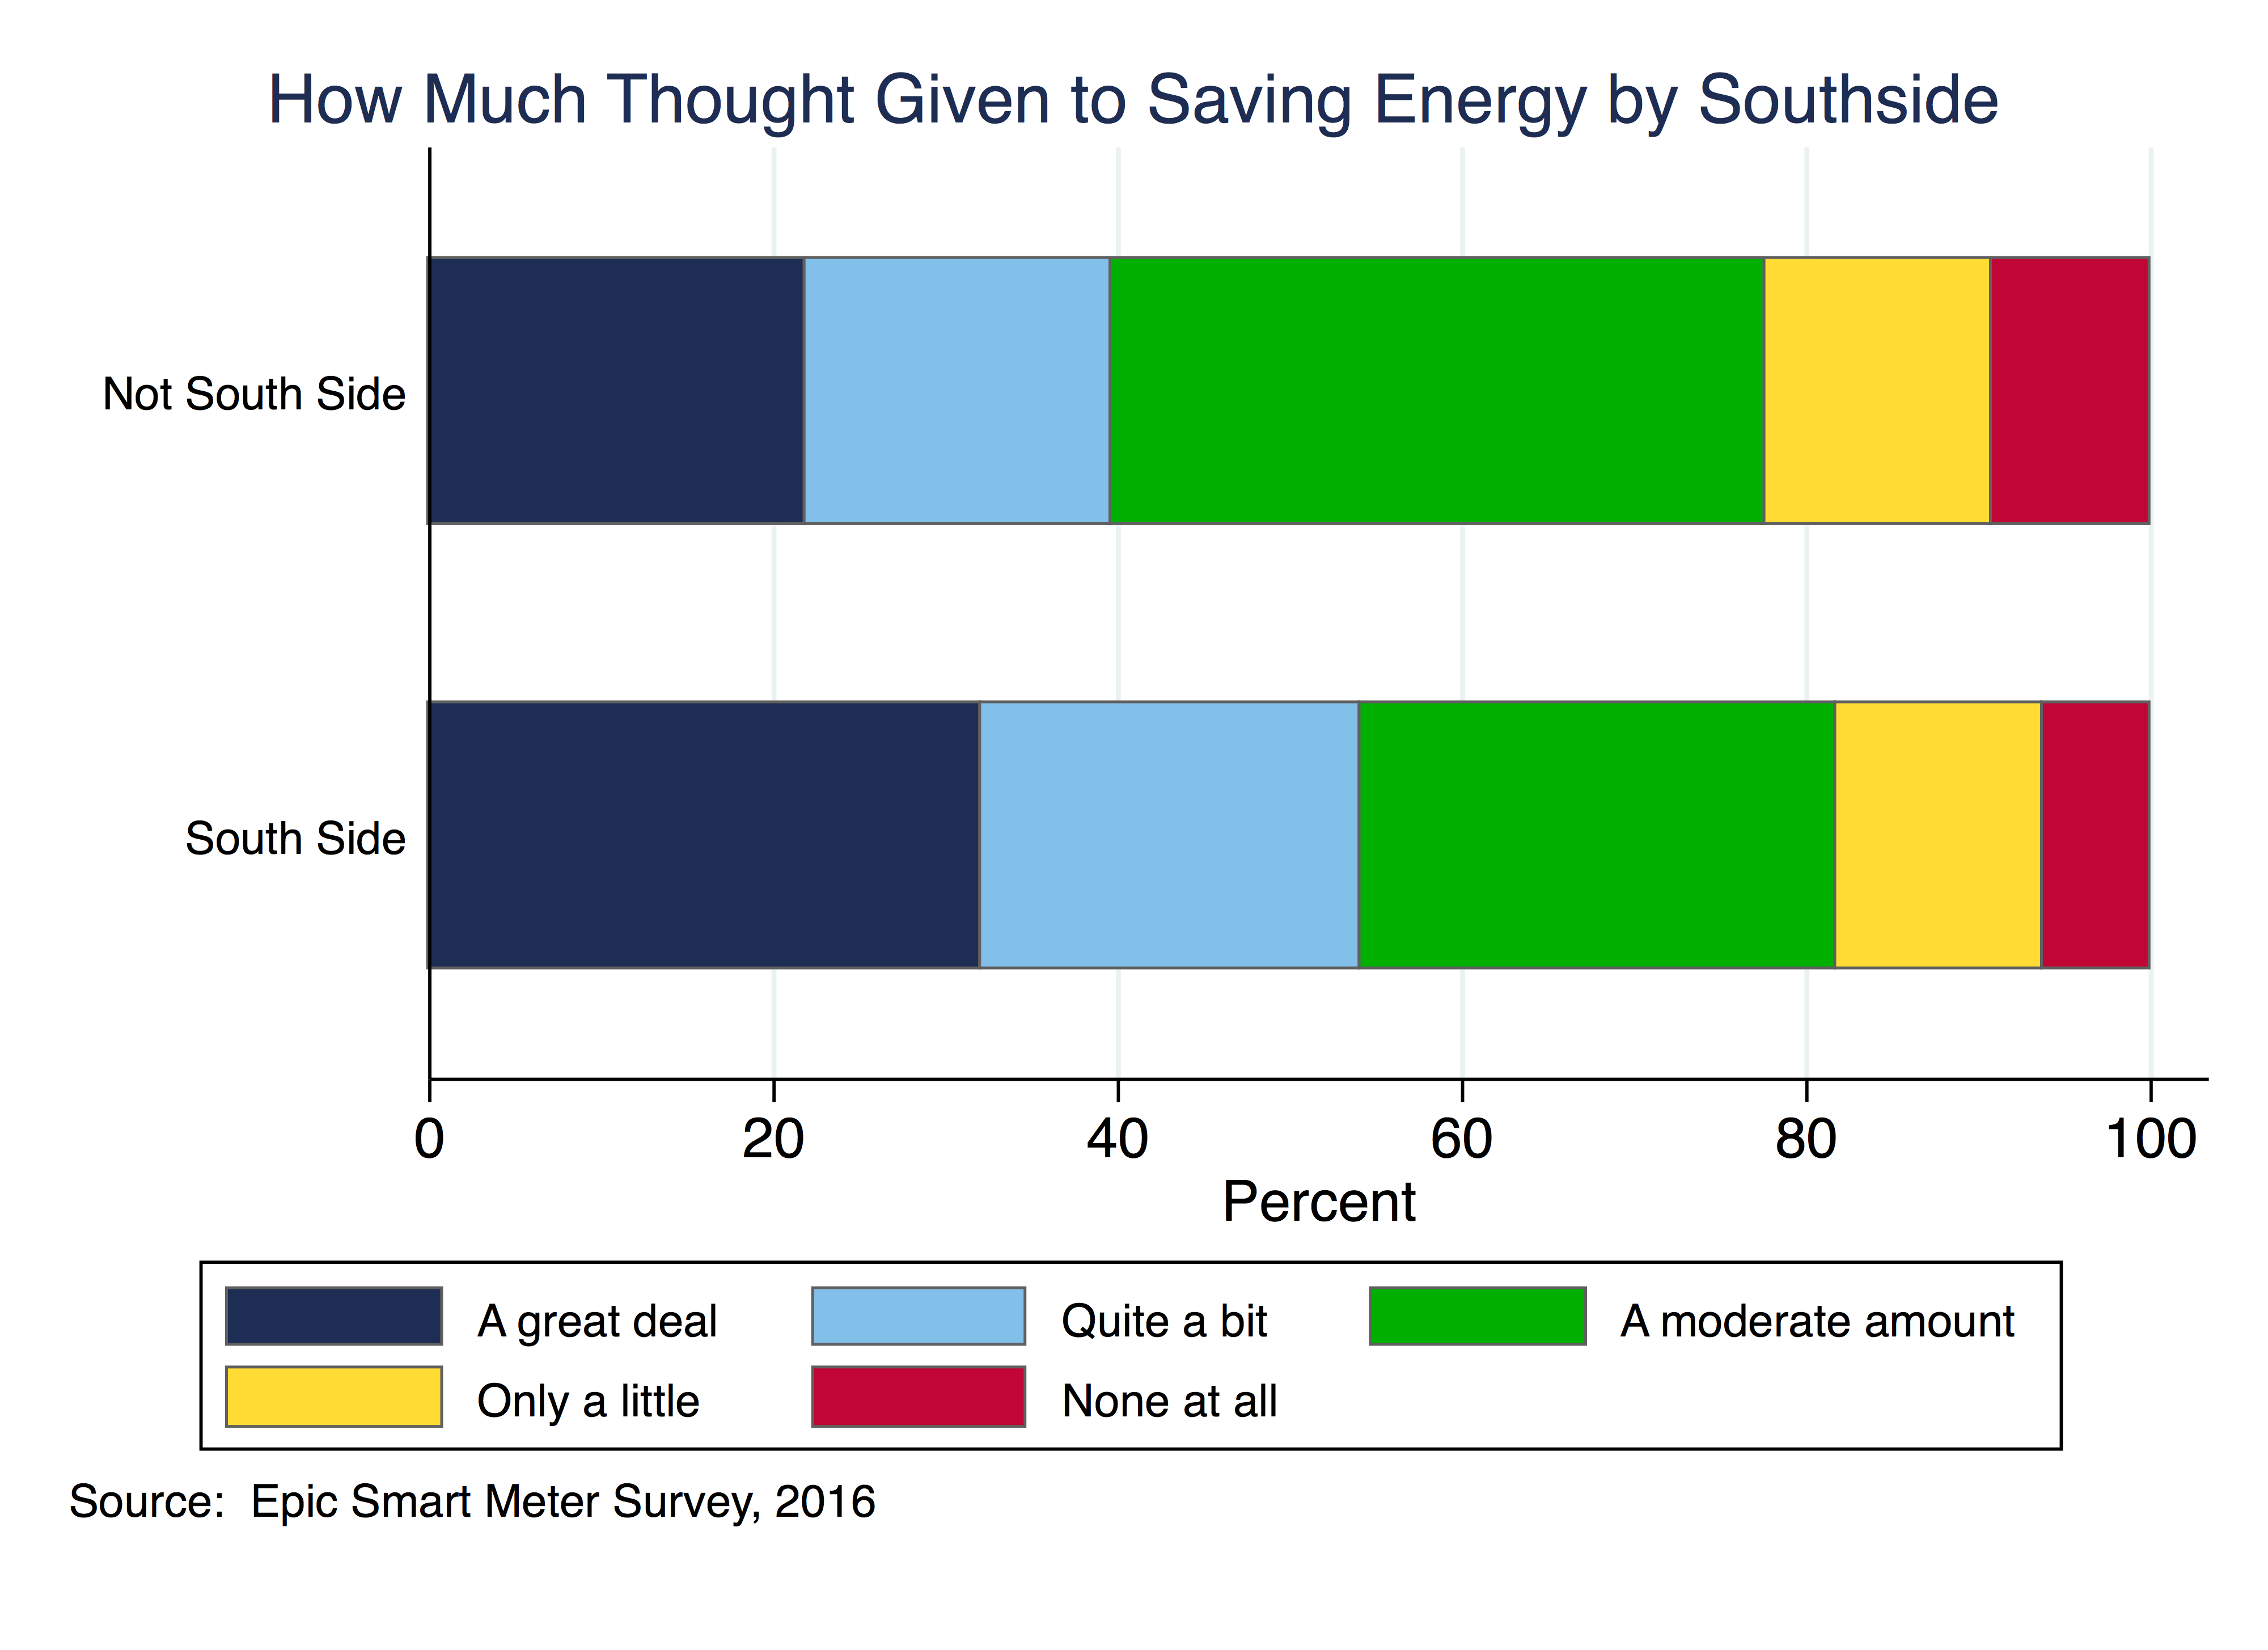 How Much Thought Given to Saving Energy by Southside
Not South Side
South Side
0 20 40 60 80 100
Percent
A great deal Quite a bit A moderate amount
Only a little None at all
Source:  Epic Smart Meter Survey, 2016